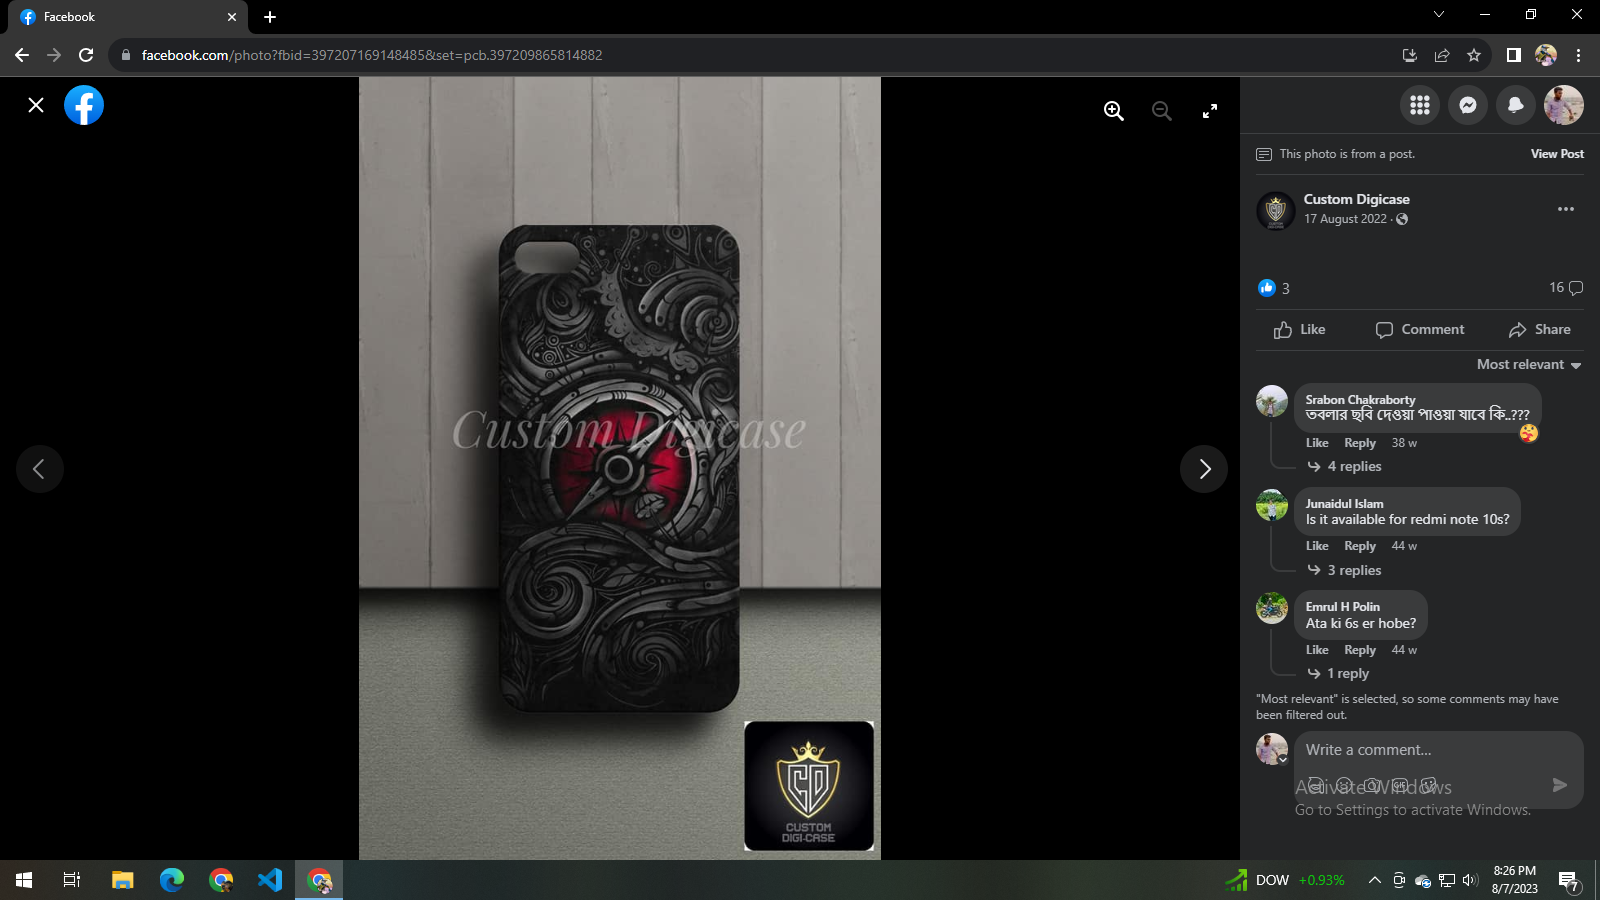 Facebook
facebook.com/photo?fbid=397207169148485&set=pcb.397209865814882
This photo is from a post.
View Post
Custom Digicase
17 August 2022 ·
3
16
Like
Comment
Share
Most relevant
Srabon Chakraborty
তবলার ছবি দেওয়া পাওয়া যাবে কি..???
Like Reply 38 w
4 replies
Junaidul Islam
Is it available for redmi note 10s?
Like Reply 44 w
3 replies
Emrul H Polin
Ata ki 6s er hobe?
Like Reply 44 w
1 reply
"Most relevant" is selected, so some comments may have
been filtered out.
Write a comment...
Activate Windows
Go to Settings to activate Windows.
Custom Digicase
CD
CUSTOM
DIGI-CASE
DOW +0.93%
8:26 PM
8/7/2023
7